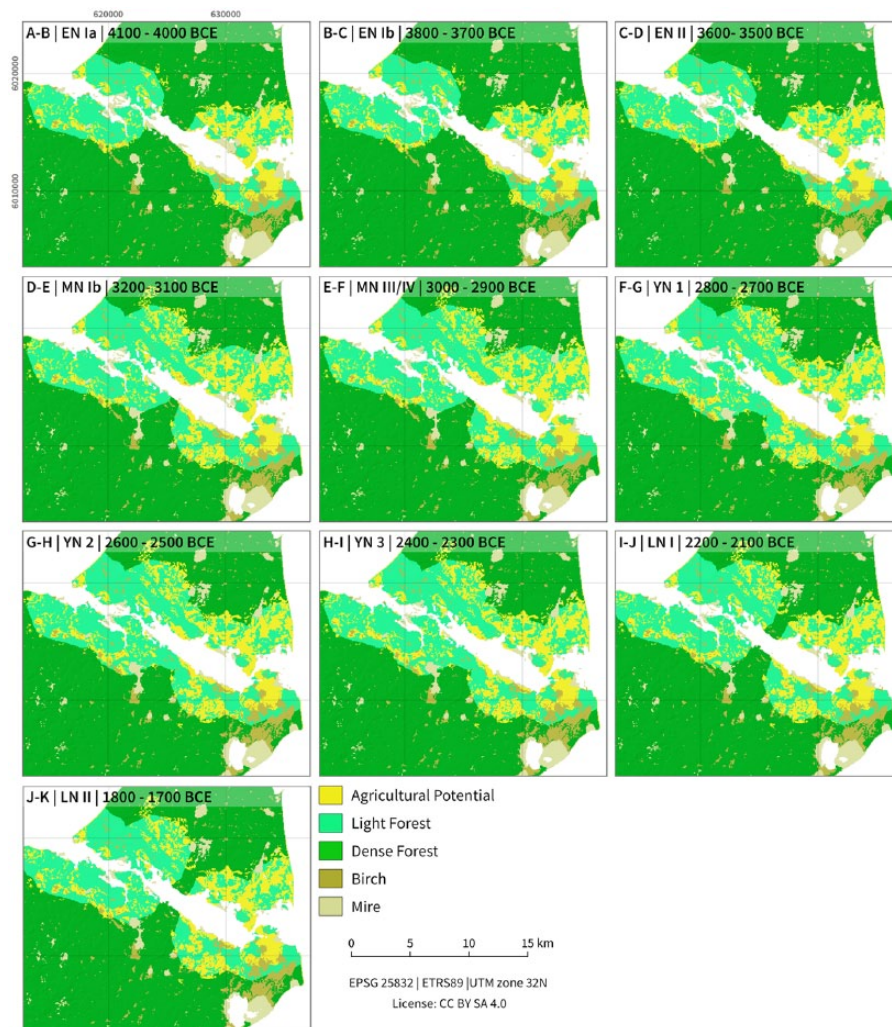 620000 630000
A-B | EN Ia | 4100 - 4000 BCE
B-C | EN Ib | 3800 - 3700 BCE
C-D | EN II | 3600 - 3500 BCE
6020000
6010000
D-E | MN Ib | 3200 - 3100 BCE
E-F | MN III/IV | 3000 - 2900 BCE
F-G | YN 1 | 2800 - 2700 BCE
G-H | YN 2 | 2600 - 2500 BCE
H-I | YN 3 | 2400 - 2300 BCE
I-J | LN I | 2200 - 2100 BCE
J-K | LN II | 1800 - 1700 BCE
Agricultural Potential
Light Forest
Dense Forest
Birch
Mire
0 5 10 15 km
EPSG 25832 | ETRS89 |UTM zone 32N
License: CC BY SA 4.0